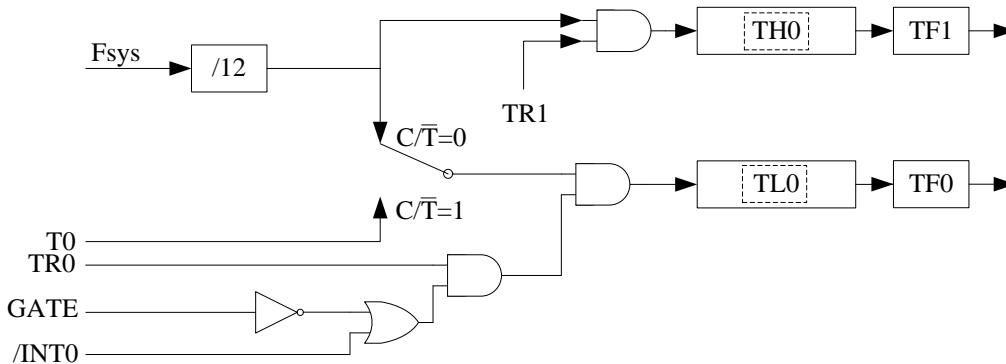 TH0 TF1
Fsys
/12
TR1
C/T̅=0
TL0 TF0
C/T̅=1
T0
TR0
GATE
/INT0